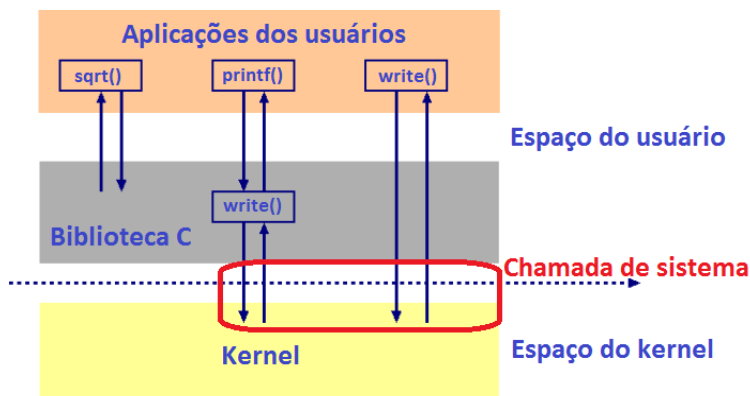 Aplicações dos usuários
sqrt()
printf()
write()
Espaço do usuário
write()
Biblioteca C
Chamada de sistema
Kernel
Espaço do kernel